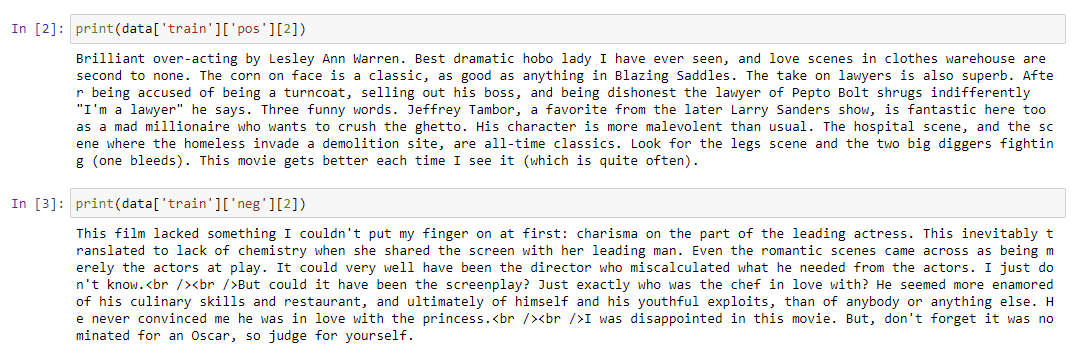 In [2]: print(data['train']['pos'][2])
Brilliant over-acting by Lesley Ann Warren. Best dramatic hobo lady I have ever seen, and love scenes in clothes warehouse are
second to none. The corn on face is a classic, as good as anything in Blazing Saddles. The take on lawyers is also superb. Afte
r being accused of being a turncoat, selling out his boss, and being dishonest the lawyer of Pepto Bolt shrugs indifferently
"I'm a lawyer" he says. Three funny words. Jeffrey Tambor, a favorite from the later Larry Sanders show, is fantastic here too
as a mad millionaire who wants to crush the ghetto. His character is more malevolent than usual. The hospital scene, and the sc
ene where the homeless invade a demolition site, are all-time classics. Look for the legs scene and the two big diggers fightin
g (one bleeds). This movie gets better each time I see it (which is quite often).
In [3]: print(data['train']['neg'][2])
This film lacked something I couldn't put my finger on at first: charisma on the part of the leading actress. This inevitably t
ranslated to lack of chemistry when she shared the screen with her leading man. Even the romantic scenes came across as being m
erely the actors at play. It could very well have been the director who miscalculated what he needed from the actors. I just do
n't know.<br /><br />But could it have been the screenplay? Just exactly who was the chef in love with? He seemed more enamored
of his culinary skills and restaurant, and ultimately of himself and his youthful exploits, than of anybody or anything else. H
e never convinced me he was in love with the princess.<br /><br />I was disappointed in this movie. But, don't forget it was no
minated for an Oscar, so judge for yourself.